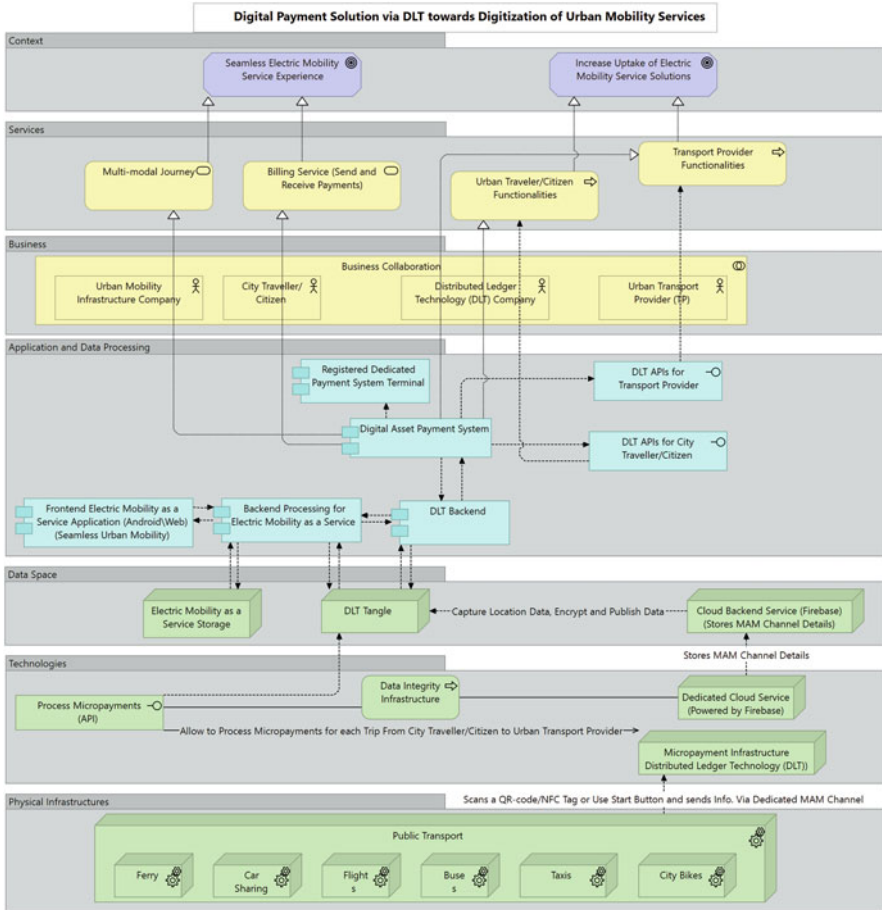 Digital Payment Solution via DLT towards Digitization of Urban Mobility Services
Context
Seamless Electric Mobility
Service Experience
Increase Uptake of Electric
Mobility Service Solutions
Services
Multi-modal Journey
Billing Service (Send and
Receive Payments)
Urban Traveler/Citizen
Functionalities
Transport Provider
Functionalities
Business
Business Collaboration
Urban Mobility
Infrastructure Company
City Traveller/
Citizen
Distributed Ledger
Technology (DLT) Company
Urban Transport
Provider (TP)
Application and Data Processing
Registered Dedicated
Payment System Terminal
DLT APIs for
Transport Provider
Digital Asset Payment System
DLT APIs for City
Traveller/Citizen
Frontend Electric Mobility as a
Service Application (Android\Web)
(Seamless Urban Mobility)
Backend Processing for
Electric Mobility as a Service
DLT Backend
Data Space
Electric Mobility as a
Service Storage
DLT Tangle
Capture Location Data, Encrypt and Publish Data
Cloud Backend Service (Firebase)
(Stores MAM Channel Details)
Stores MAM Channel Details
Technologies
Process Micropayments
(API)
Data Integrity
Infrastructure
Dedicated Cloud Service
(Powered by Firebase)
Allow to Process Micropayments for each Trip From City Traveller/Citizen to Urban Transport Provider
Micropayment Infrastructure
Distributed Ledger Technology (DLT))
Scans a QR-code/NFC Tag or Use Start Button and sends Info. Via Dedicated MAM Channel
Physical Infrastructures
Public Transport
Ferry
Car
Sharing
Flight
s
Buse
s
Taxis
City Bikes